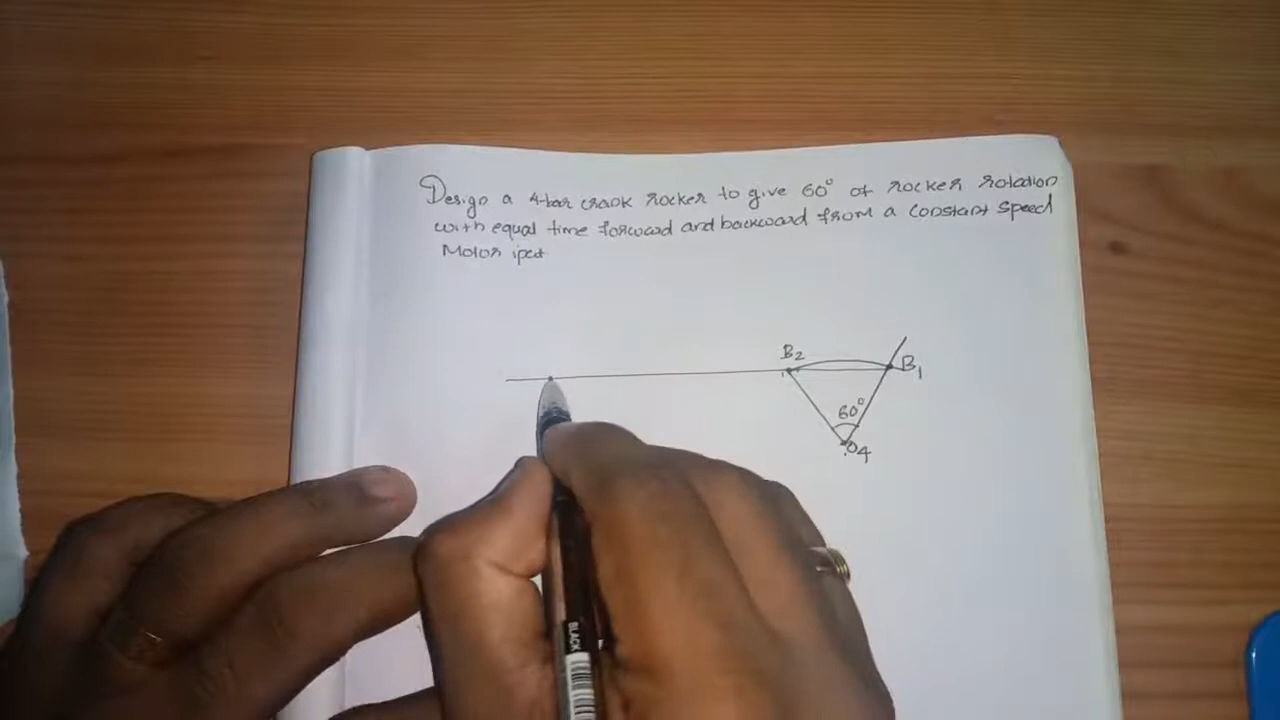 Design a 4-bar crank rocker to give 60° of rocker rotation
with equal time forward and backward from a constant speed
Motor ipet
B2
B1
60°
O4
BLACK